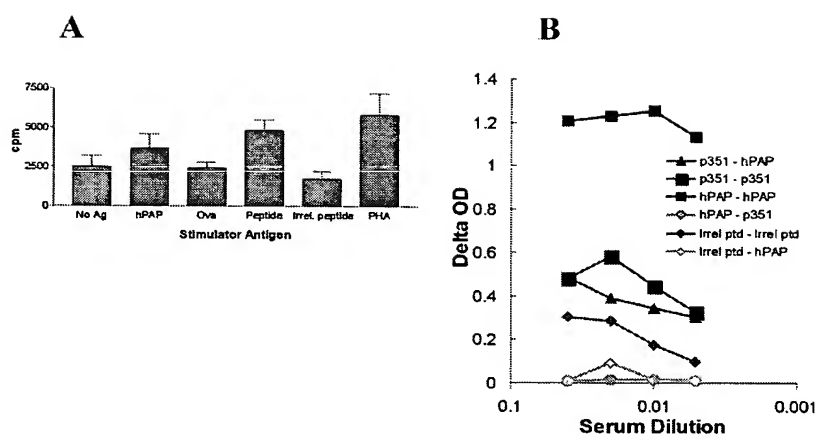 A
7500
5000
2500
0
cpm
No Ag
hPAP
Ova
Peptide
Irrel. peptide
PHA
Stimulator Antigen
B
1.4
1.2
1
0.8
0.6
0.4
0.2
0
Delta OD
p351 - hPAP
p351 - p351
hPAP - hPAP
hPAP - p351
Irrel ptd - Irrel ptd
Irrel ptd - hPAP
0.1
0.01
0.001
Serum Dilution